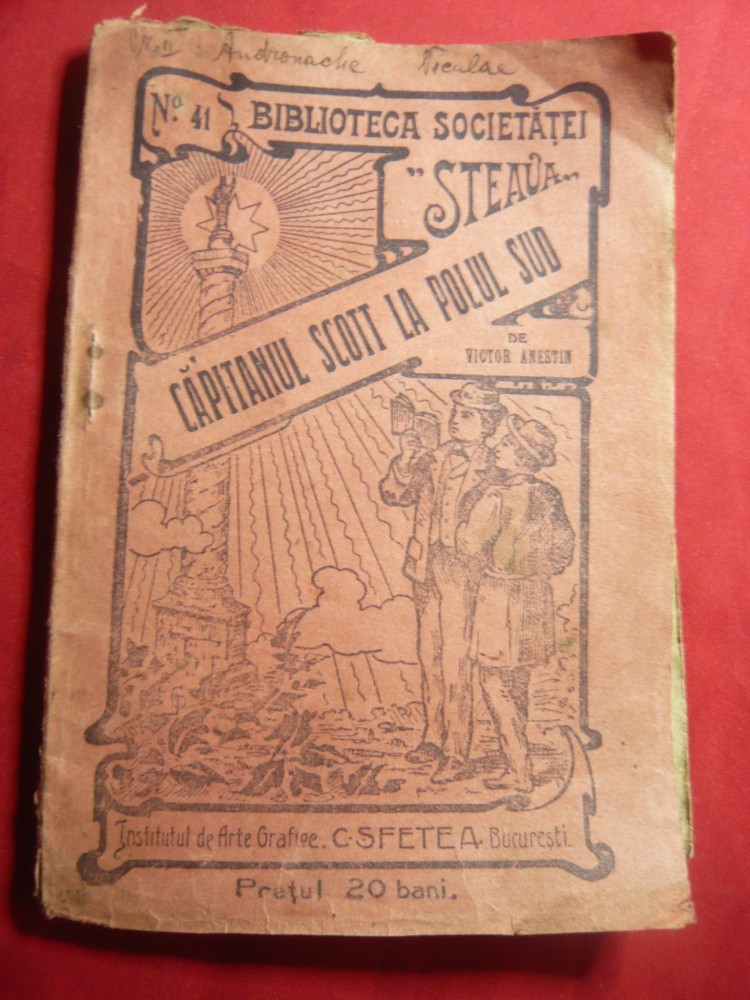 Andronache Niculae
No. 41
BIBLIOTECA SOCIETĂȚEI
"STEAUA"
CĂPITANUL SCOTT LA POLUL SUD
DE
VICTOR ANESTIN
Institutul de Arte Grafice. C. SFETEA. Bucuresti.
Prețul 20 bani.